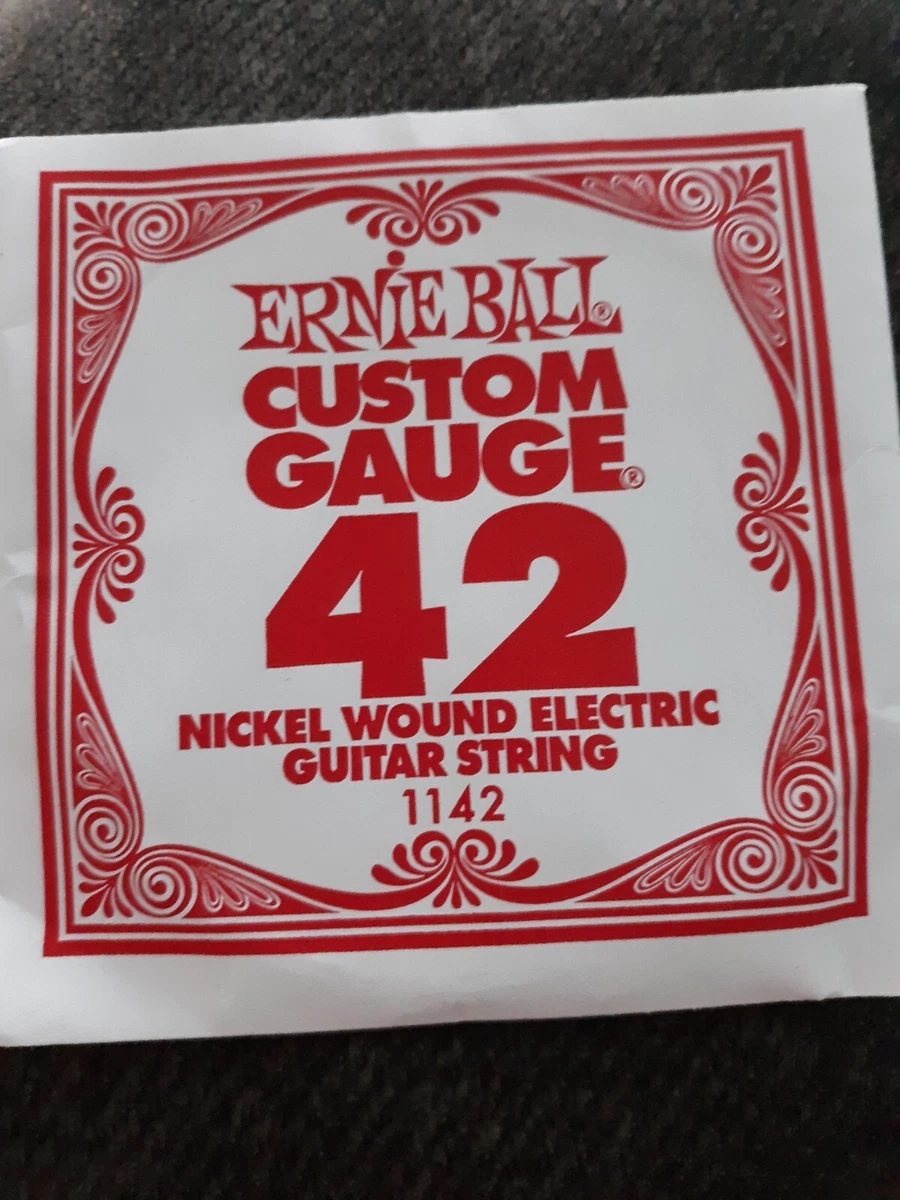 ERNIE BALL®
CUSTOM
GAUGE®
42
NICKEL WOUND ELECTRIC
GUITAR STRING
1142